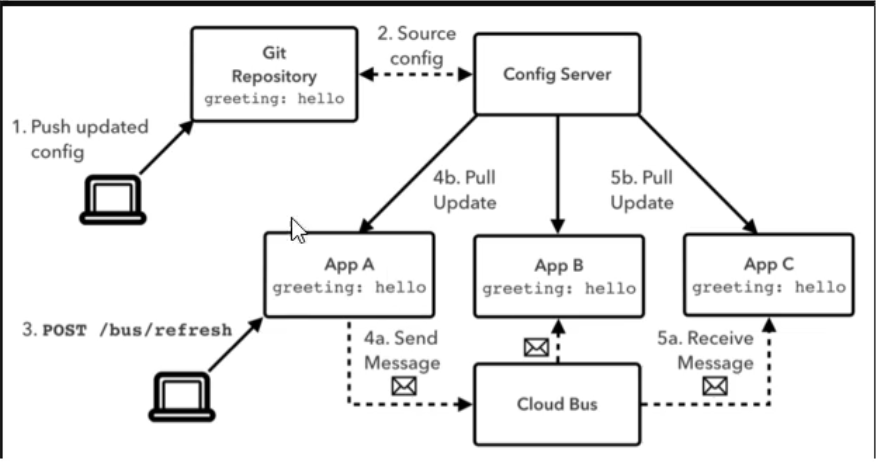 Git
Repository
greeting: hello
2. Source
config
Config Server
1. Push updated
config
4b. Pull
Update
5b. Pull
Update
App A
greeting: hello
App B
greeting: hello
App C
greeting: hello
3. POST /bus/refresh
4a. Send
Message
5a. Receive
Message
Cloud Bus